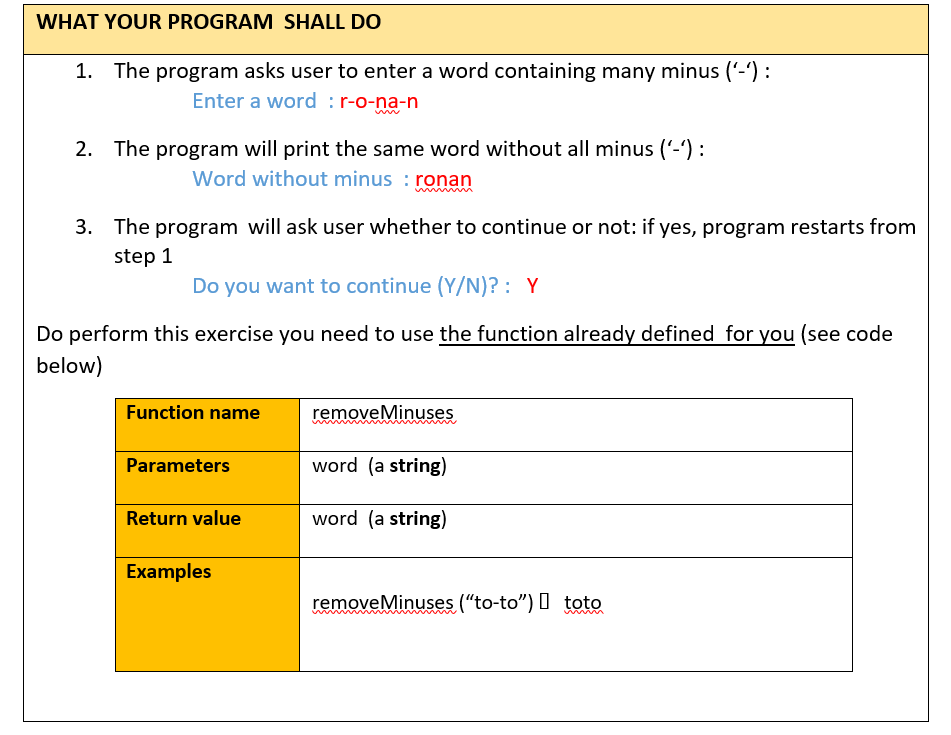 WHAT YOUR PROGRAM  SHALL DO
1. The program asks user to enter a word containing many minus (‘-‘) :
Enter a word  : r-o-na-n
2. The program will print the same word without all minus (‘-‘) :
Word without minus  : ronan
3. The program  will ask user whether to continue or not: if yes, program restarts from
step 1
Do you want to continue (Y/N)? :  Y
Do perform this exercise you need to use the function already defined  for you (see code
below)
Function name removeMinuses
Parameters word  (a string)
Return value word  (a string)
Examples
removeMinuses (“to-to”) ▯  toto